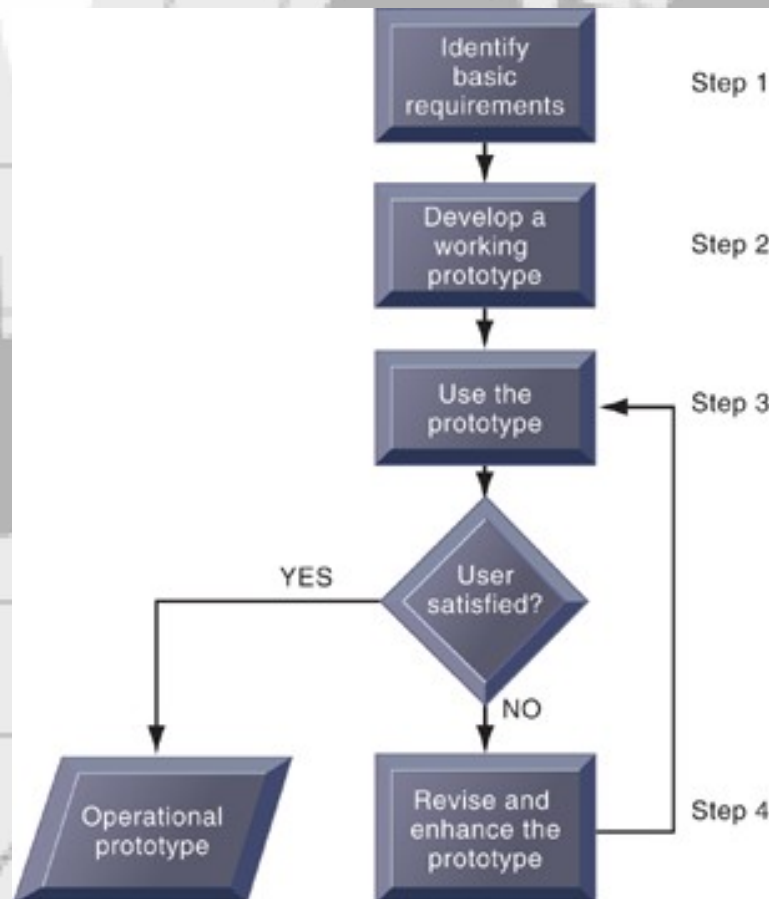 Identify
basic
requirements
Step 1
Develop a
working
prototype
Step 2
Use the
prototype
Step 3
User
satisfied?
YES
NO
Operational
prototype
Revise and
enhance the
prototype
Step 4